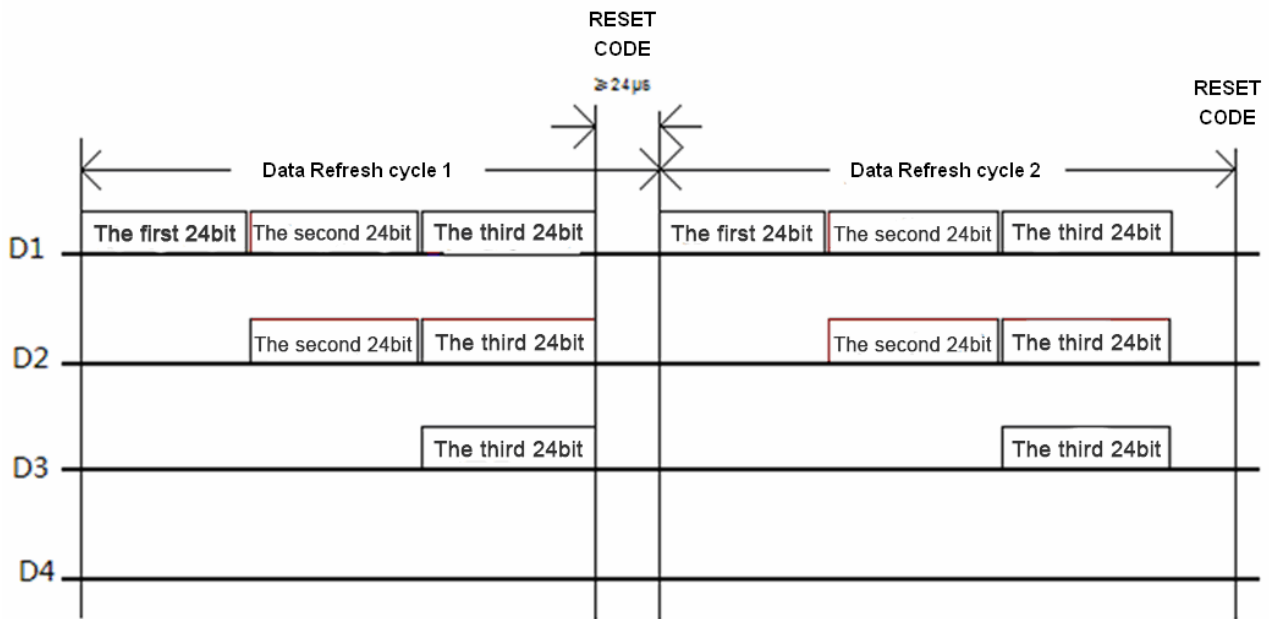 RESET
CODE
≥24μs
RESET
CODE
Data Refresh cycle 1
Data Refresh cycle 2
D1
The first 24bit
The second 24bit
The third 24bit
The first 24bit
The second 24bit
The third 24bit
D2
The second 24bit
The third 24bit
The second 24bit
The third 24bit
D3
The third 24bit
The third 24bit
D4